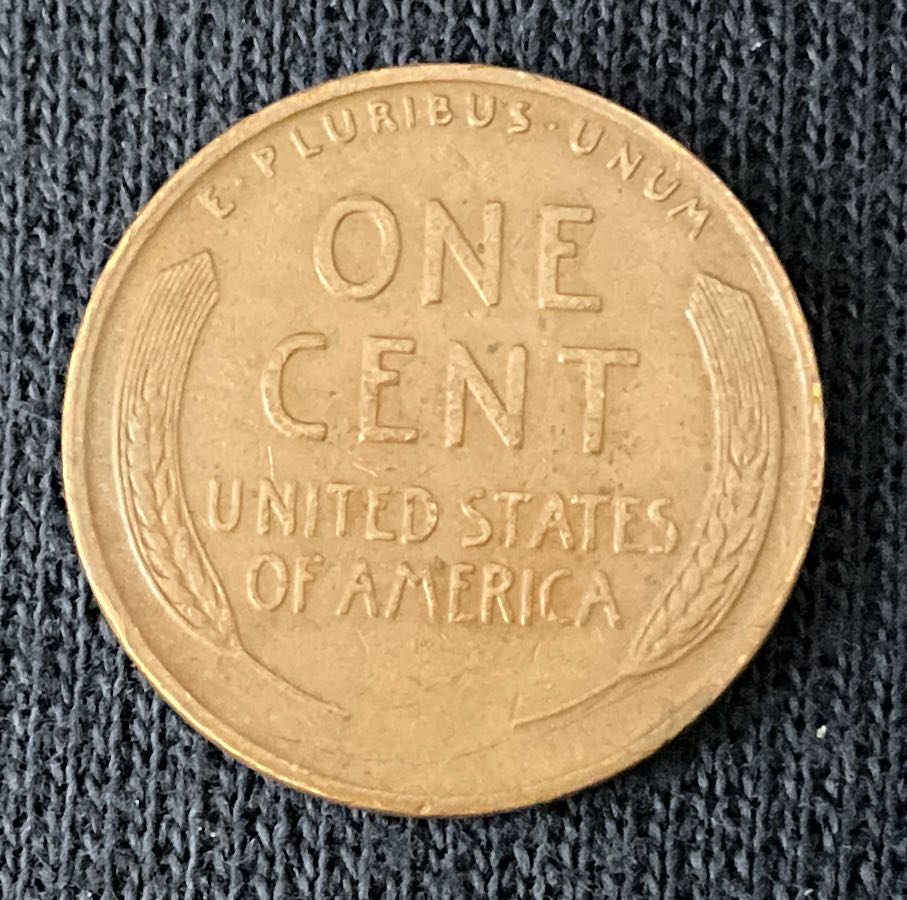 E·PLURIBUS·UNUM
ONE
CENT
UNITED STATES
OF AMERICA